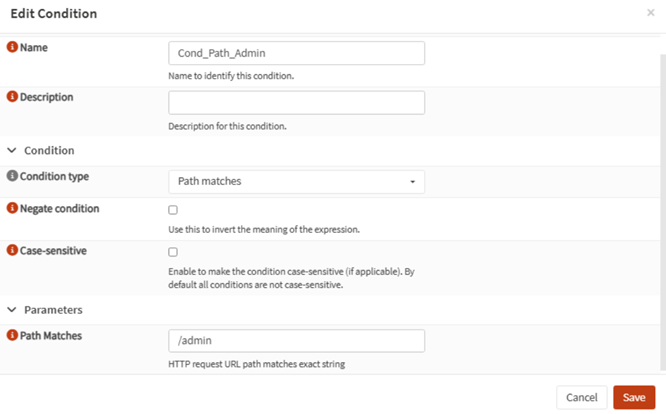 Edit Condition ×
Name
Cond_Path_Admin
Name to identify this condition.
Description
Description for this condition.
Condition
Condition type
Path matches
Negate condition
Use this to invert the meaning of the expression.
Case-sensitive
Enable to make the condition case-sensitive (if applicable). By
default all conditions are not case-sensitive.
Parameters
Path Matches
/admin
HTTP request URL path matches exact string
Cancel Save